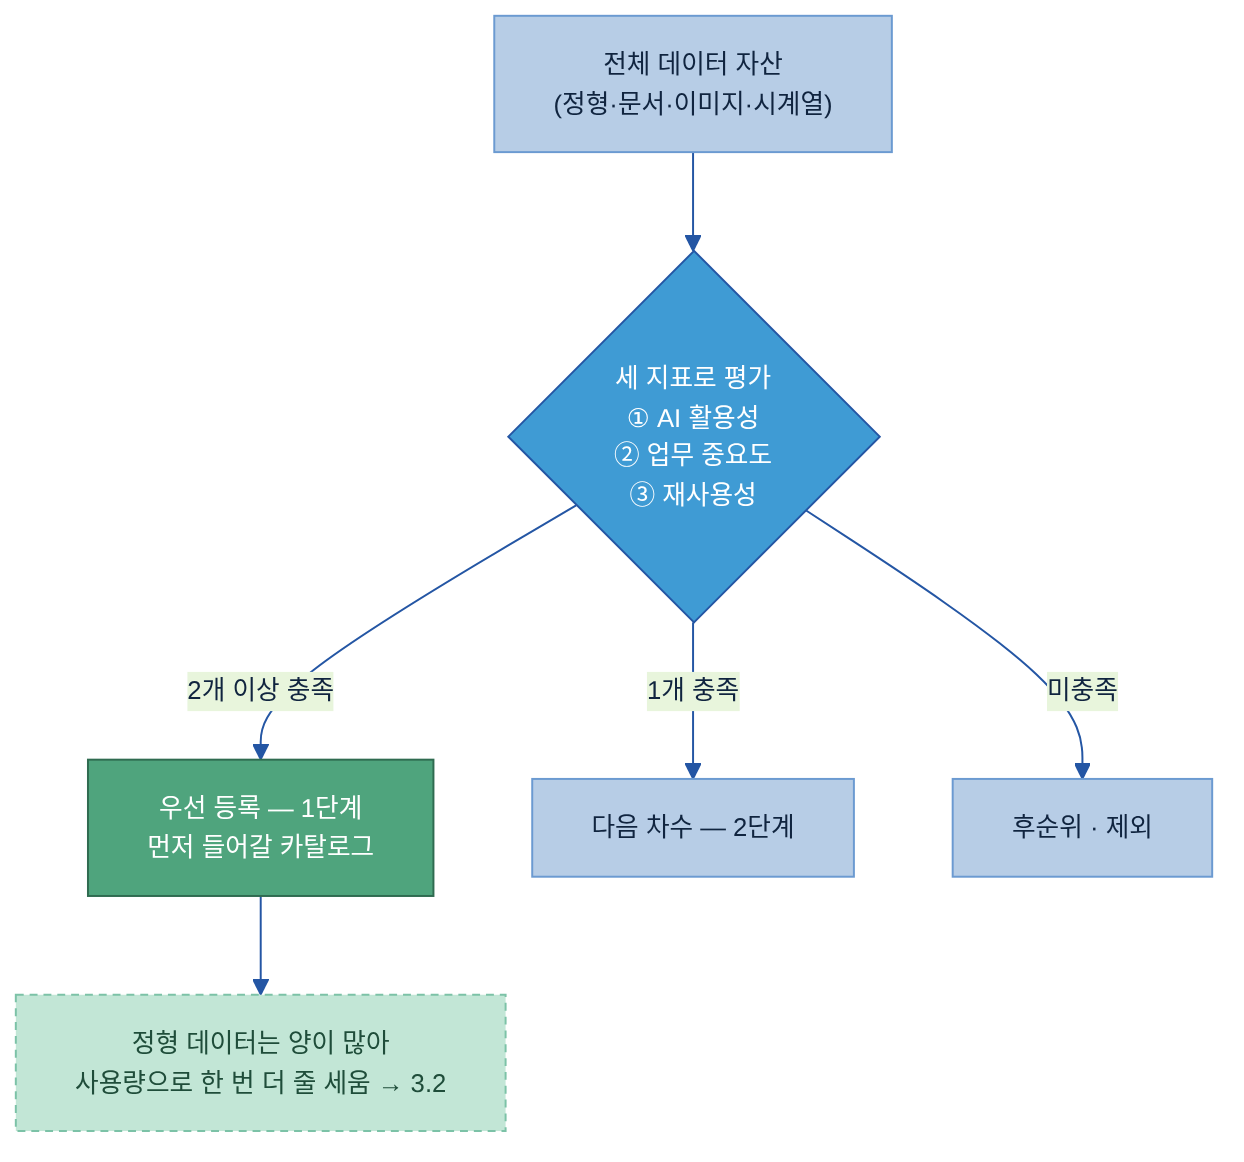 전체 데이터 자산
(정형·문서·이미지·시계열)
세 지표로 평가
① AI 활용성
② 업무 중요도
③ 재사용성
2개 이상 충족
1개 충족
미충족
우선 등록 — 1단계
먼저 들어갈 카탈로그
다음 차수 — 2단계
후순위 · 제외
정형 데이터는 양이 많아
사용량으로 한 번 더 줄 세움 → 3.2